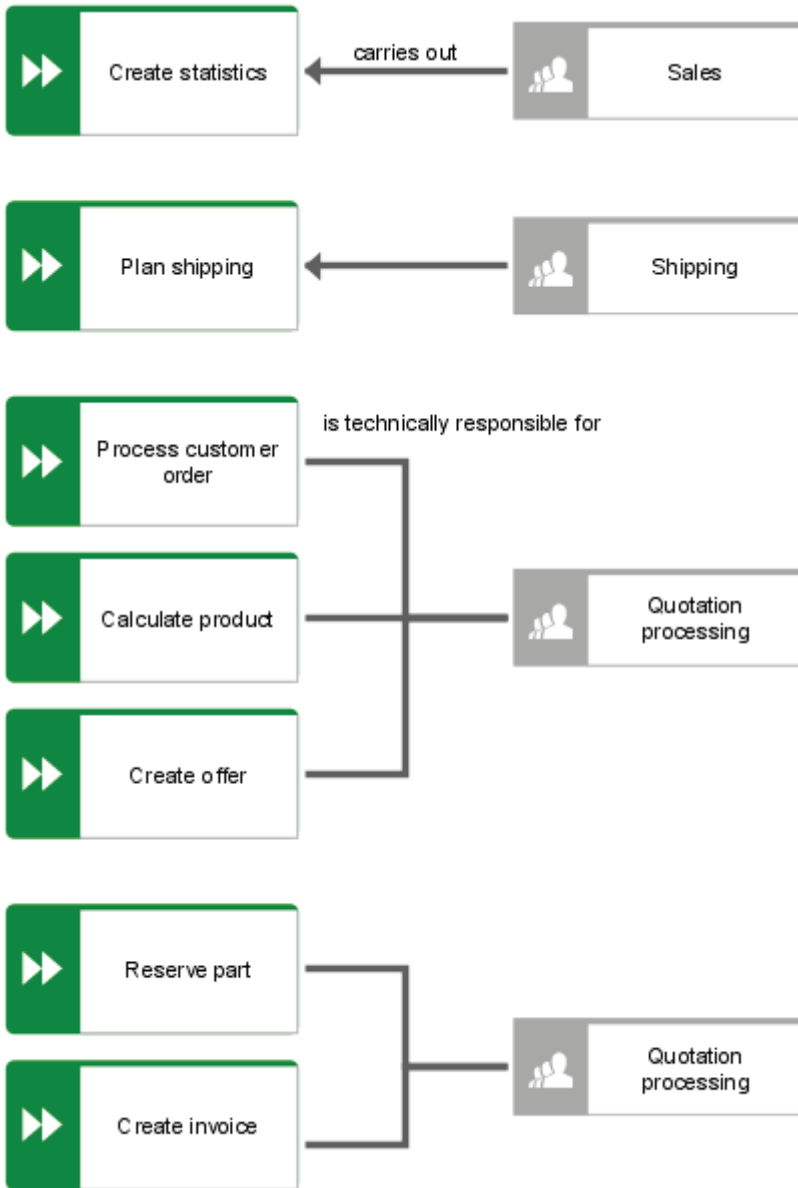 Create statistics
carries out
Sales
Plan shipping
Shipping
is technically responsible for
Process customer
order
Calculate product
Quotation
processing
Create offer
Reserve part
Quotation
processing
Create invoice